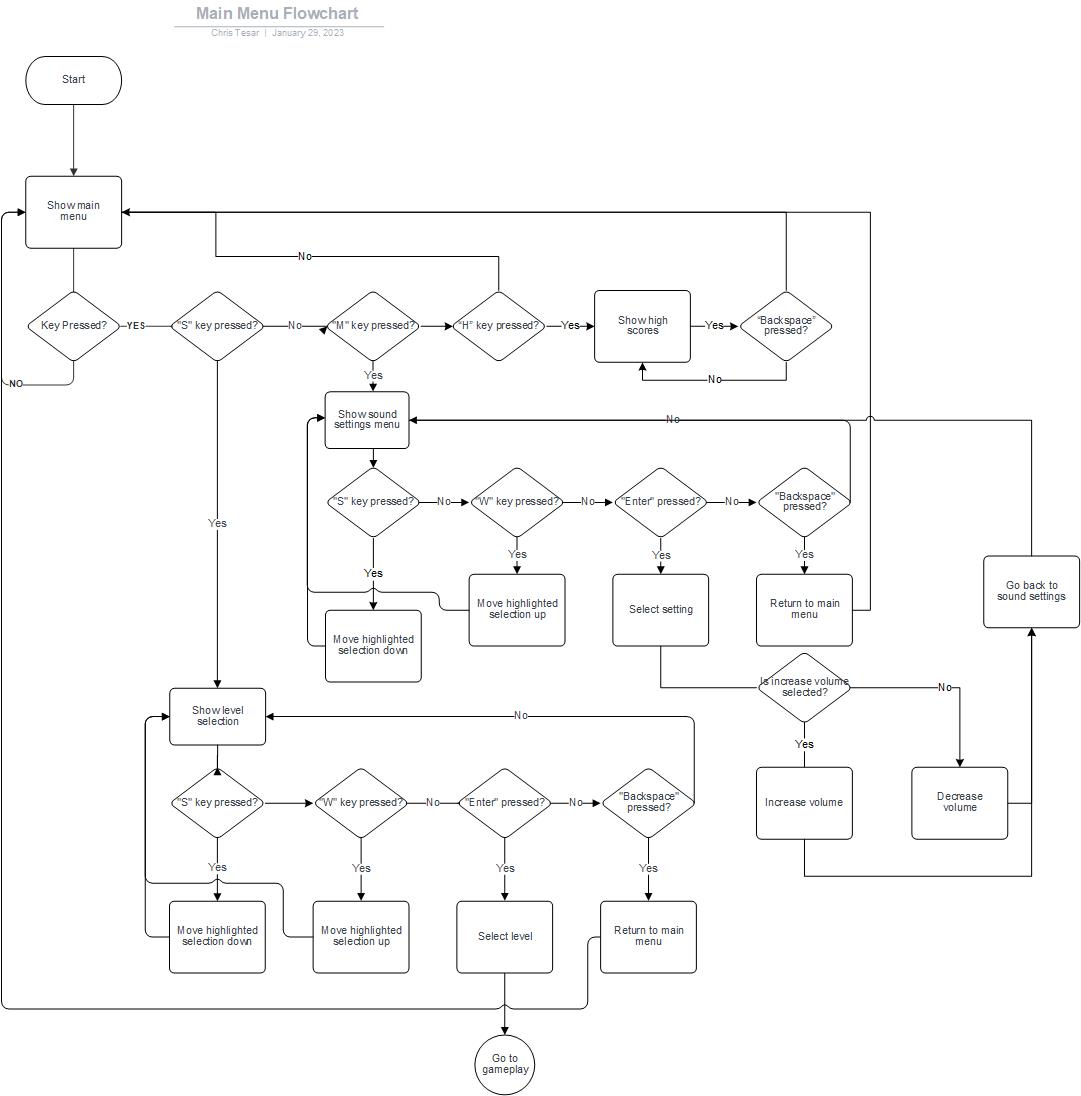 Main Menu Flowchart
Chris Tesar | January 29, 2023
Start
Show main
menu
No
Key Pressed?
YES
"S" key pressed?
No
"M" key pressed?
"H" key pressed?
Yes
Show high
scores
Yes
"Backspace"
pressed?
NO
Yes
No
Show sound
settings menu
No
"S" key pressed?
No
"W" key pressed?
No
"Enter" pressed?
No
"Backspace"
pressed?
Yes
Yes
Yes
Yes
Yes
Move highlighted
selection down
Move highlighted
selection up
Select setting
Return to main
menu
Go back to
sound settings
Is increase volume
selected?
No
Yes
Increase volume
Decrease
volume
Show level
selection
No
"S" key pressed?
"W" key pressed?
No
"Enter" pressed?
No
"Backspace"
pressed?
Yes
Yes
Yes
Yes
Move highlighted
selection down
Move highlighted
selection up
Select level
Return to main
menu
Go to
gameplay